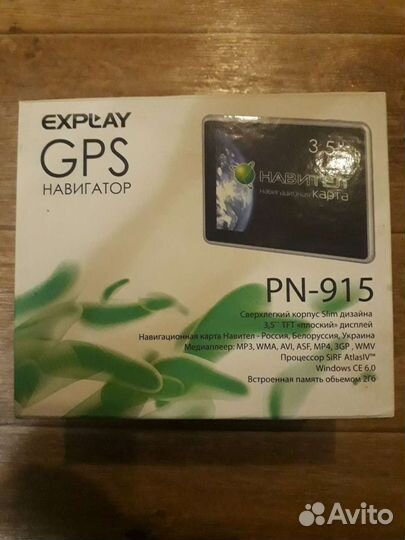 EXPLAY
GPS
НАВИГАТОР
3,5"
НАВИТЕЛ
навигационная
карта
PN-915
Сверхлегкий корпус Slim дизайна
3,5`` TFT «плоский» дисплей
Навигационная карта Навител - Россия, Белоруссия, Украина
Медиаплеер: MP3, WMA, AVI, ASF, MP4, 3GP , WMV
Процессор SiRF AtlasIV™
Windows CE 6.0
Встроенная память обьемом 2Гб
Avito